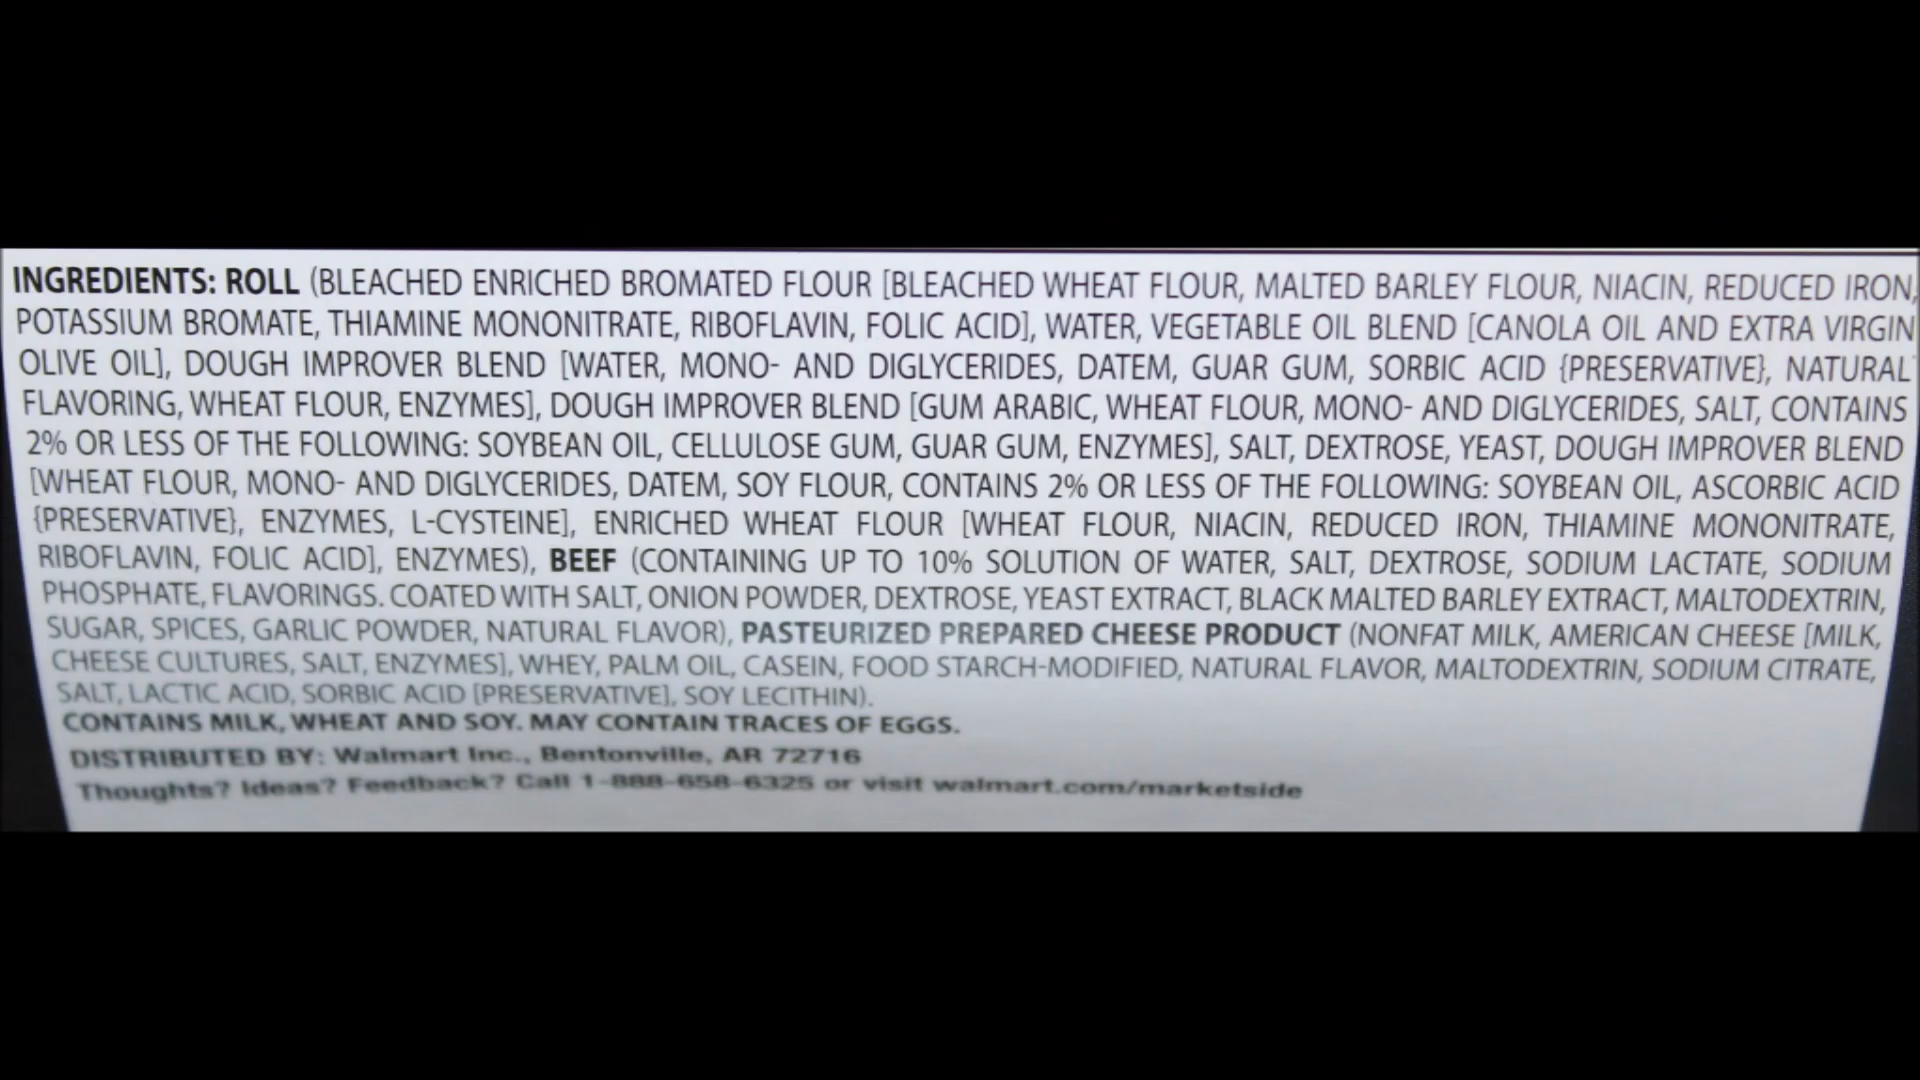 INGREDIENTS: ROLL (BLEACHED ENRICHED BROMATED FLOUR [BLEACHED WHEAT FLOUR, MALTED BARLEY FLOUR, NIACIN, REDUCED IRON,
POTASSIUM BROMATE, THIAMINE MONONITRATE, RIBOFLAVIN, FOLIC ACID], WATER, VEGETABLE OIL BLEND [CANOLA OIL AND EXTRA VIRGIN
OLIVE OIL], DOUGH IMPROVER BLEND [WATER, MONO- AND DIGLYCERIDES, DATEM, GUAR GUM, SORBIC ACID {PRESERVATIVE}, NATURAL
FLAVORING, WHEAT FLOUR, ENZYMES], DOUGH IMPROVER BLEND [GUM ARABIC, WHEAT FLOUR, MONO- AND DIGLYCERIDES, SALT, CONTAINS
2% OR LESS OF THE FOLLOWING: SOYBEAN OIL, CELLULOSE GUM, GUAR GUM, ENZYMES], SALT, DEXTROSE, YEAST, DOUGH IMPROVER BLEND
[WHEAT FLOUR, MONO- AND DIGLYCERIDES, DATEM, SOY FLOUR, CONTAINS 2% OR LESS OF THE FOLLOWING: SOYBEAN OIL, ASCORBIC ACID
{PRESERVATIVE}, ENZYMES, L-CYSTEINE], ENRICHED WHEAT FLOUR [WHEAT FLOUR, NIACIN, REDUCED IRON, THIAMINE MONONITRATE,
RIBOFLAVIN, FOLIC ACID], ENZYMES), BEEF (CONTAINING UP TO 10% SOLUTION OF WATER, SALT, DEXTROSE, SODIUM LACTATE, SODIUM
PHOSPHATE, FLAVORINGS. COATED WITH SALT, ONION POWDER, DEXTROSE, YEAST EXTRACT, BLACK MALTED BARLEY EXTRACT, MALTODEXTRIN,
SUGAR, SPICES, GARLIC POWDER, NATURAL FLAVOR), PASTEURIZED PREPARED CHEESE PRODUCT (NONFAT MILK, AMERICAN CHEESE [MILK,
CHEESE CULTURES, SALT, ENZYMES], WHEY, PALM OIL, CASEIN, FOOD STARCH-MODIFIED, NATURAL FLAVOR, MALTODEXTRIN, SODIUM CITRATE,
SALT, LACTIC ACID, SORBIC ACID [PRESERVATIVE], SOY LECITHIN).
CONTAINS MILK, WHEAT AND SOY. MAY CONTAIN TRACES OF EGGS.
DISTRIBUTED BY: Walmart Inc., Bentonville, AR 72716
Thoughts? Ideas? Feedback? Call 1-888-658-6325 or visit walmart.com/marketside